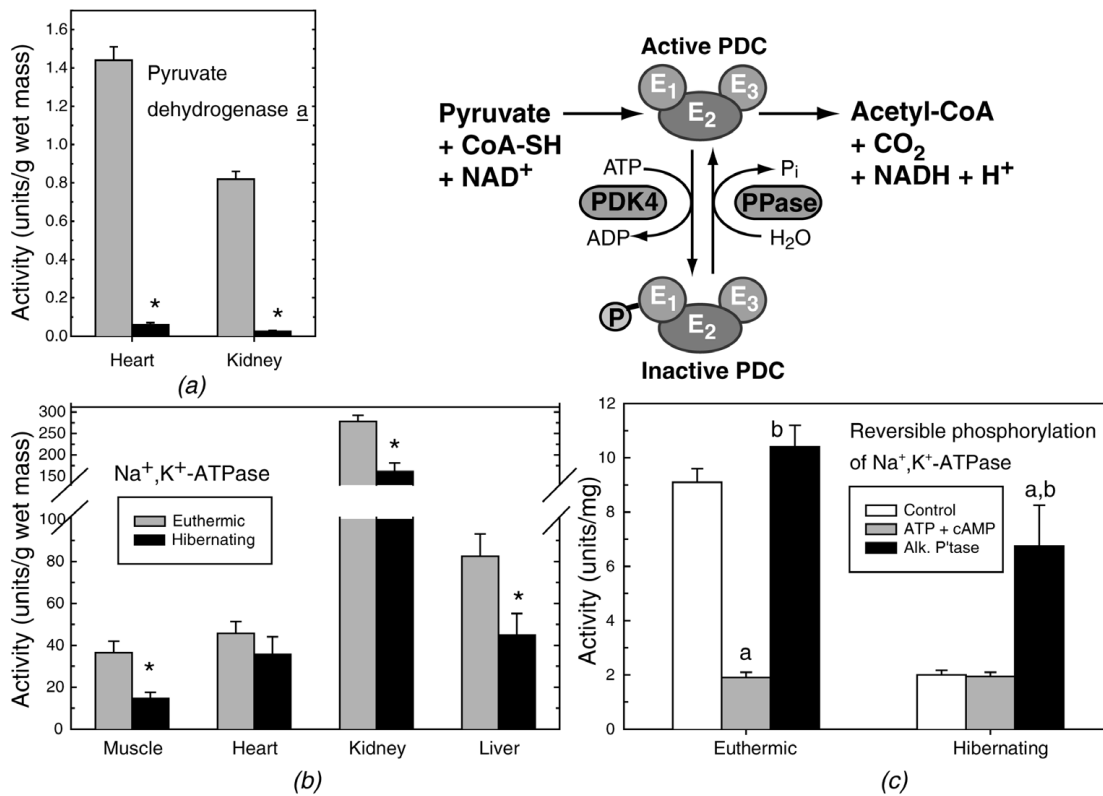 Activity (units/g wet mass)
1.6
1.4
1.2
1.0
0.8
0.6
0.4
0.2
0.0
Pyruvate
dehydrogenase a
*
*
Heart
Kidney
(a)
Active PDC
E1
E3
E2
Pyruvate
+ CoA-SH
+ NAD+
Acetyl-CoA
+ CO2
+ NADH + H+
ATP
Pi
PDK4
PPase
ADP
H2O
P
E1
E3
E2
Inactive PDC
Activity (units/g wet mass)
300
250
200
150
100
80
60
40
20
0
Na+,K+-ATPase
Euthermic
Hibernating
*
*
*
Muscle
Heart
Kidney
Liver
(b)
Activity (units/mg)
12
10
8
6
4
2
0
Reversible phosphorylation
of Na+,K+-ATPase
Control
ATP + cAMP
Alk. P'tase
a
b
a,b
Euthermic
Hibernating
(c)